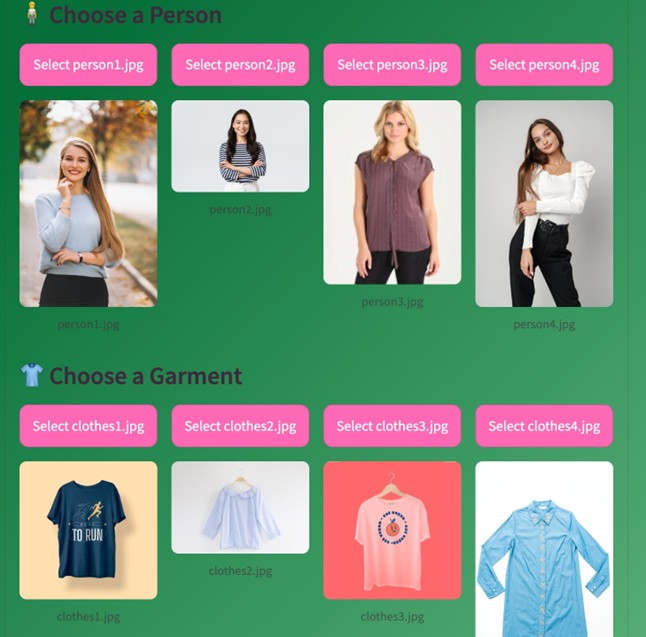 Choose a Person
Select person1.jpg
Select person2.jpg
Select person3.jpg
Select person4.jpg
person1.jpg
person2.jpg
person3.jpg
person4.jpg
Choose a Garment
Select clothes1.jpg
Select clothes2.jpg
Select clothes3.jpg
Select clothes4.jpg
TO RUN
clothes1.jpg
clothes2.jpg
clothes3.jpg